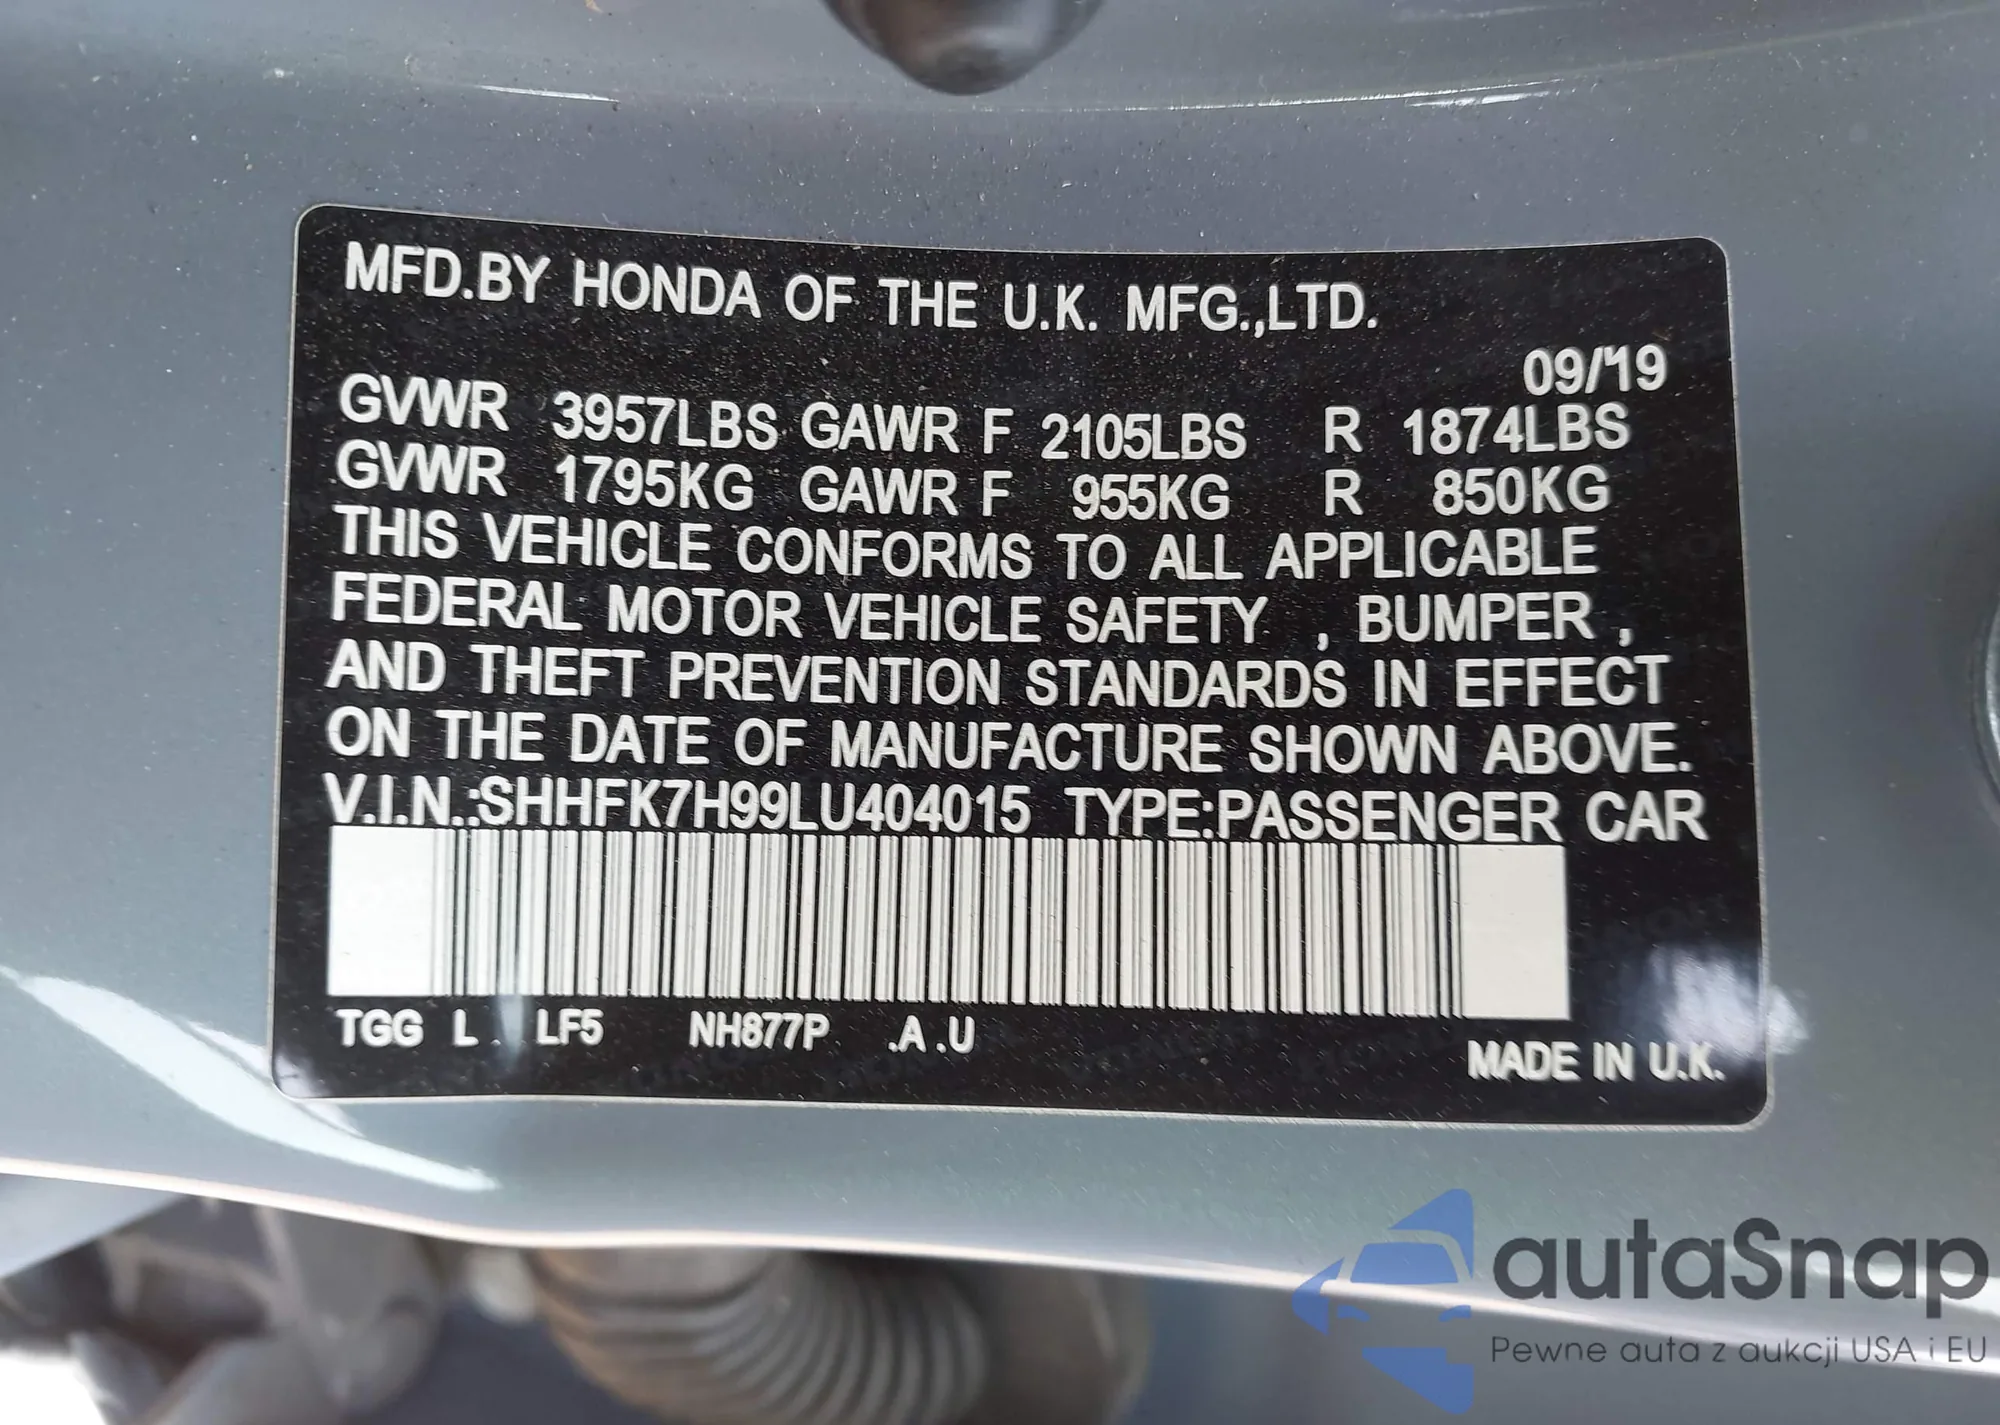 MFD.BY HONDA OF THE U.K. MFG.,LTD.
09/'19
GVWR 3957LBS GAWR F 2105LBS R 1874LBS
GVWR 1795KG GAWR F 955KG R 850KG
THIS VEHICLE CONFORMS TO ALL APPLICABLE
FEDERAL MOTOR VEHICLE SAFETY , BUMPER ,
AND THEFT PREVENTION STANDARDS IN EFFECT
ON THE DATE OF MANUFACTURE SHOWN ABOVE.
V.I.N.:SHHFK7H99LU404015 TYPE:PASSENGER CAR
TGG L . LF5 NH877P .A .U
MADE IN U.K.
autaSnap
Pewne auta z aukcji USA i EU